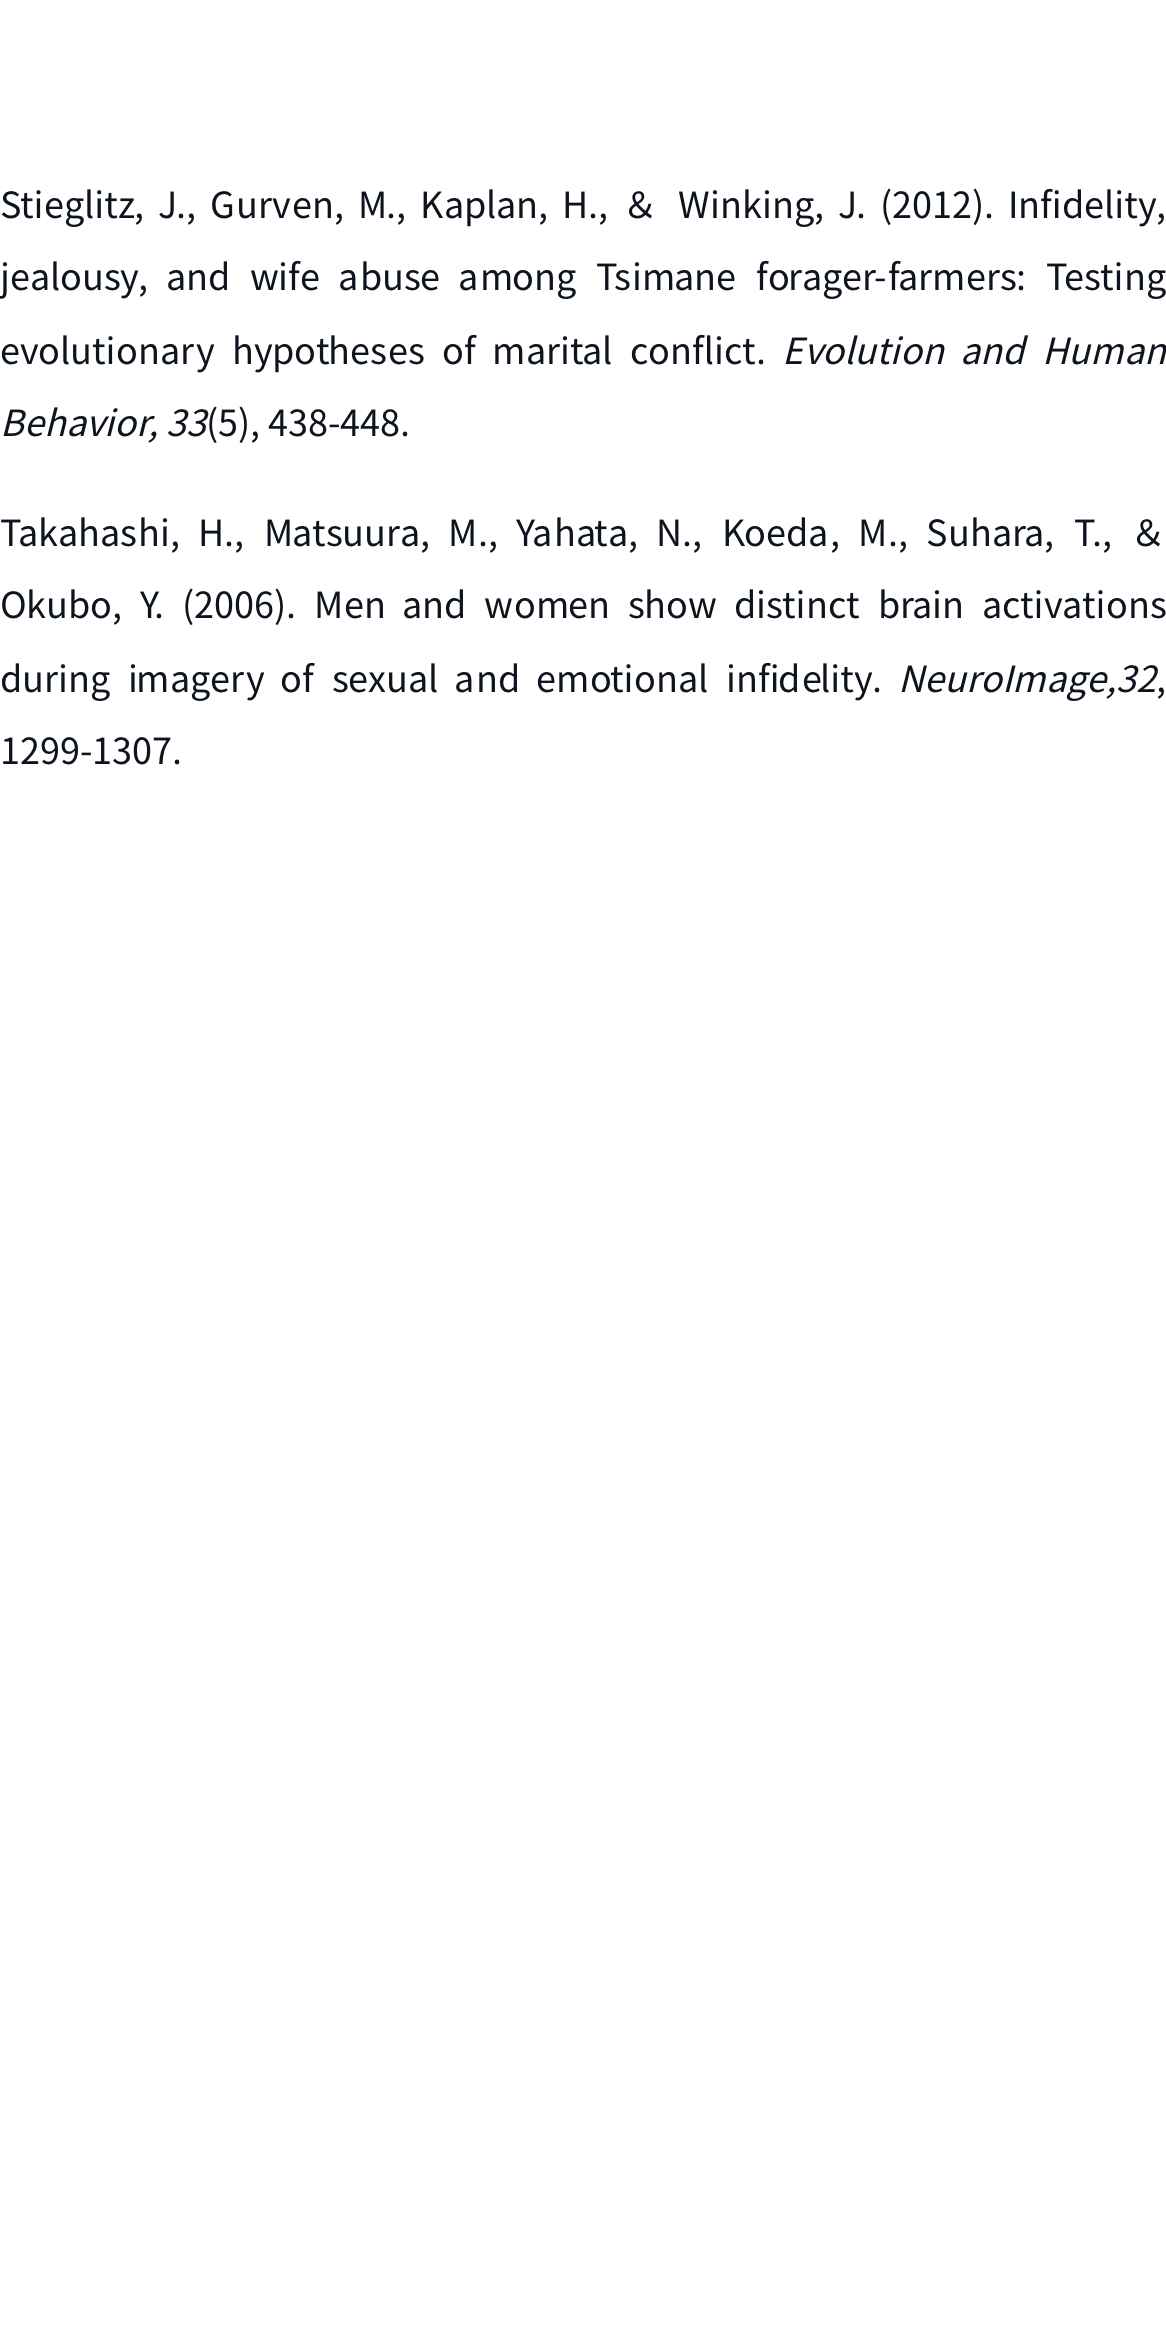 Stieglitz, J., Gurven, M., Kaplan, H., & Winking, J. (2012). Infidelity,
jealousy, and wife abuse among Tsimane forager-farmers: Testing
evolutionary hypotheses of marital conflict. Evolution and Human
Behavior, 33(5), 438-448.
Takahashi, H., Matsuura, M., Yahata, N., Koeda, M., Suhara, T., &
Okubo, Y. (2006). Men and women show distinct brain activations
during imagery of sexual and emotional infidelity. NeuroImage,32,
1299-1307.